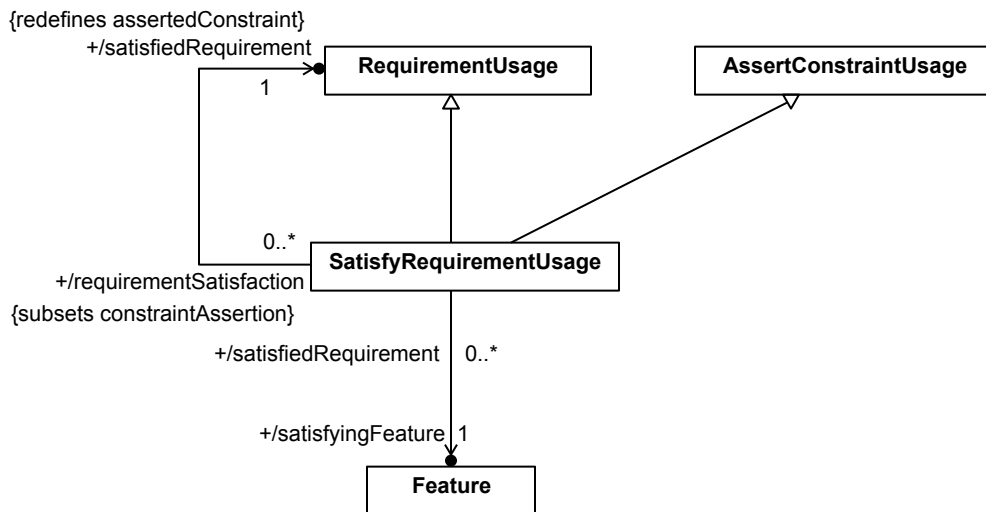 {redefines assertedConstraint}
+/satisfiedRequirement
1
RequirementUsage
AssertConstraintUsage
0..*
SatisfyRequirementUsage
+/requirementSatisfaction
{subsets constraintAssertion}
+/satisfiedRequirement
0..*
+/satisfyingFeature
1
Feature